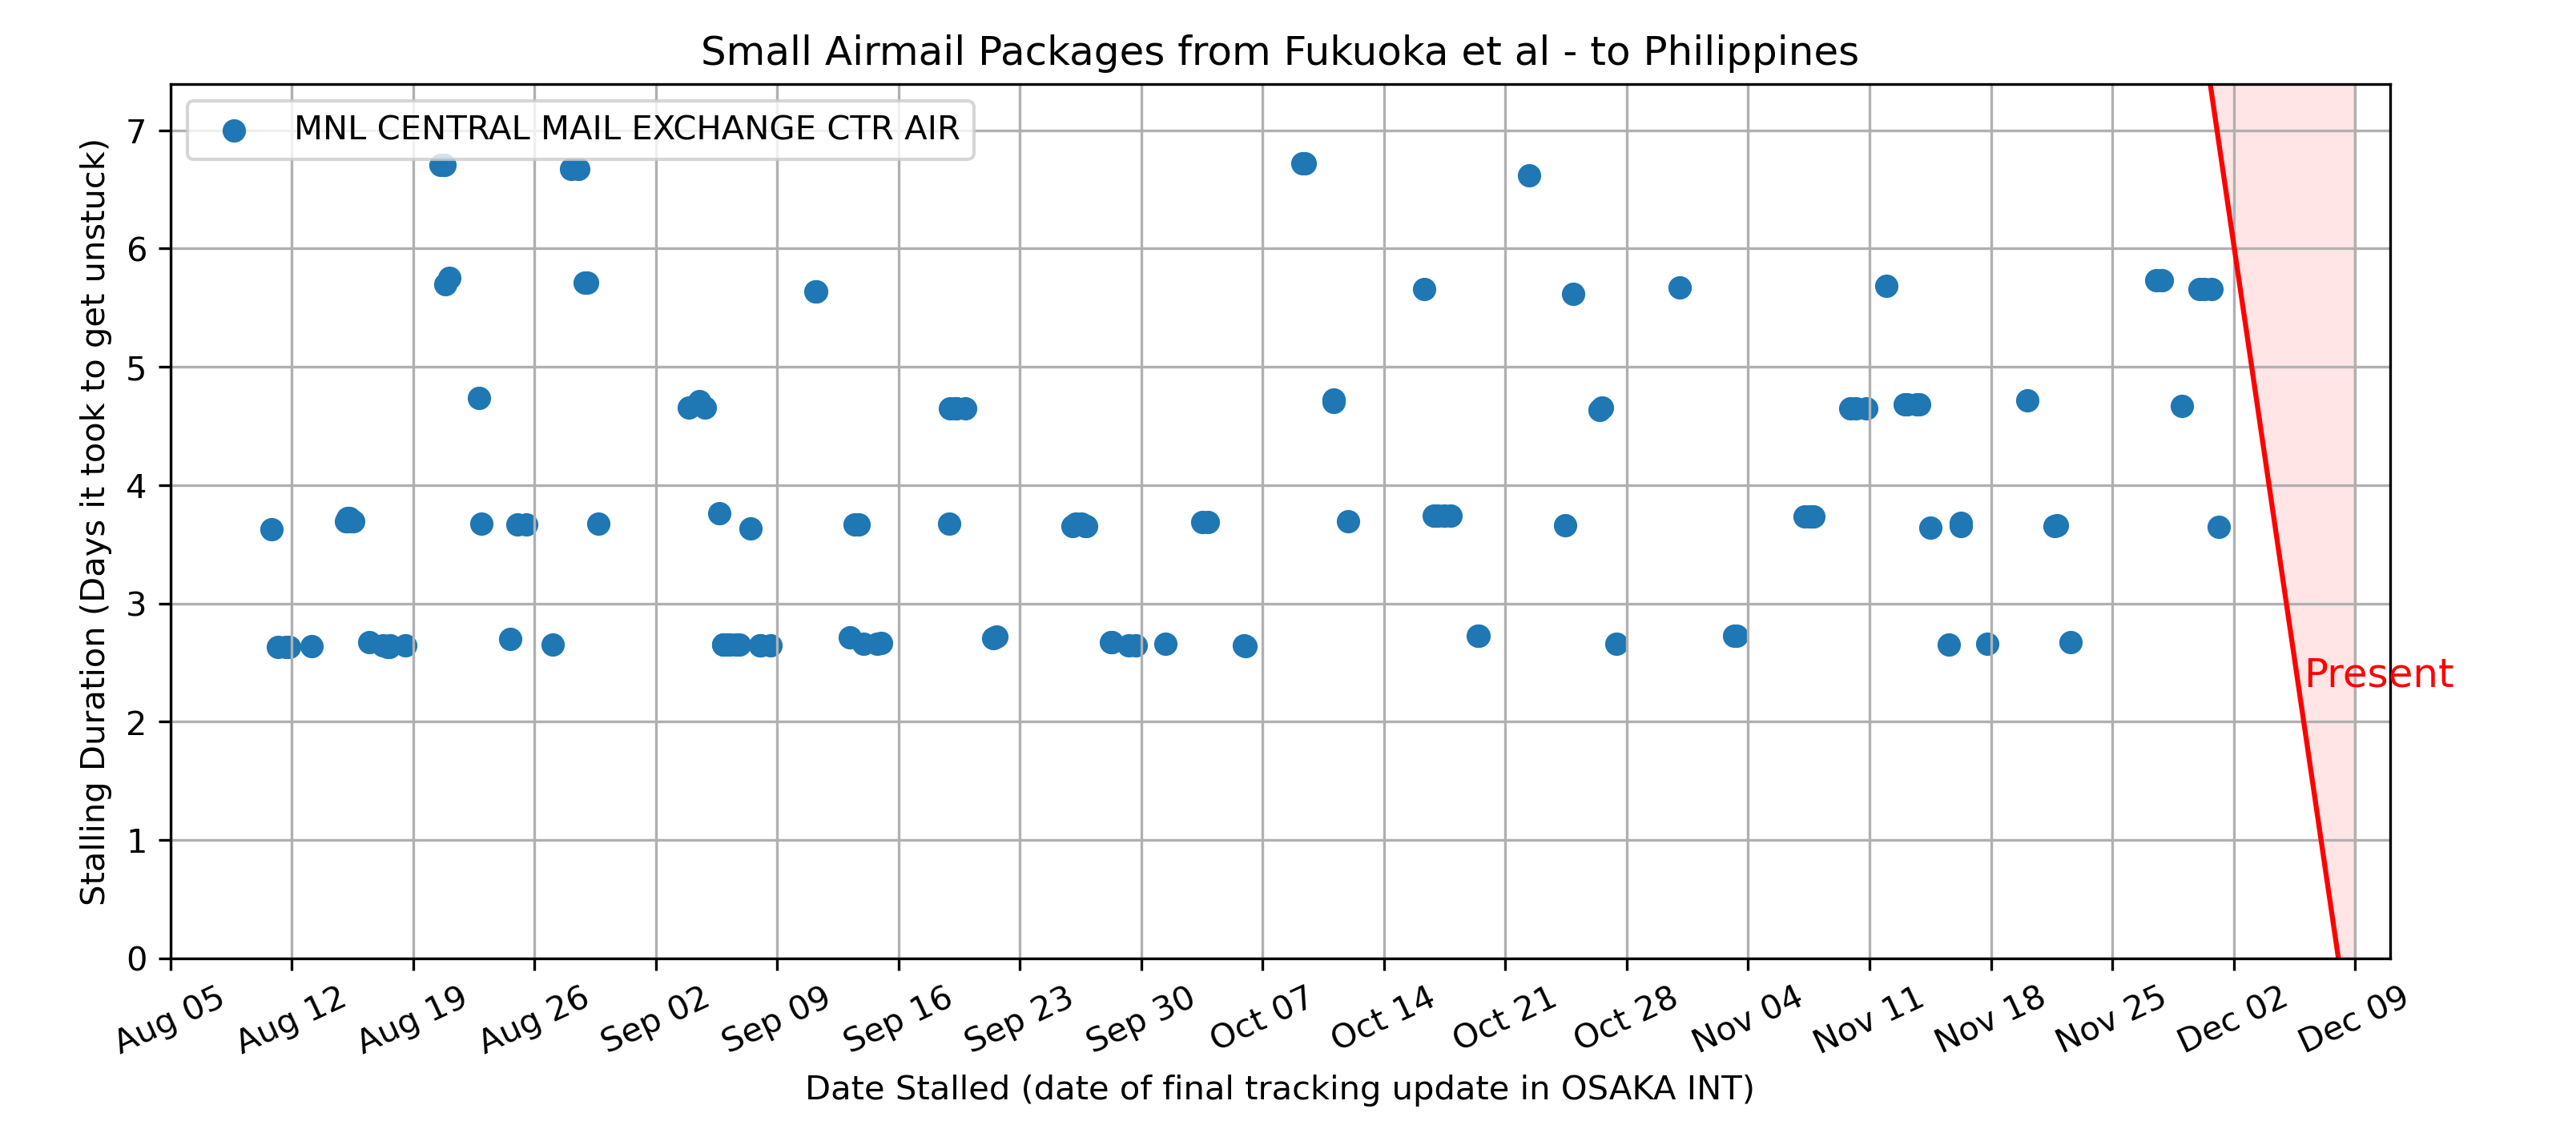 Small Airmail Packages from Fukuoka et al - to Philippines
MNL CENTRAL MAIL EXCHANGE CTR AIR
Stalling Duration (Days it took to get unstuck)
7
6
5
4
3
2
1
0
Present
Aug 05
Aug 12
Aug 19
Aug 26
Sep 02
Sep 09
Sep 16
Sep 23
Sep 30
Oct 07
Oct 14
Oct 21
Oct 28
Nov 04
Nov 11
Nov 18
Nov 25
Dec 02
Dec 09
Date Stalled (date of final tracking update in OSAKA INT)